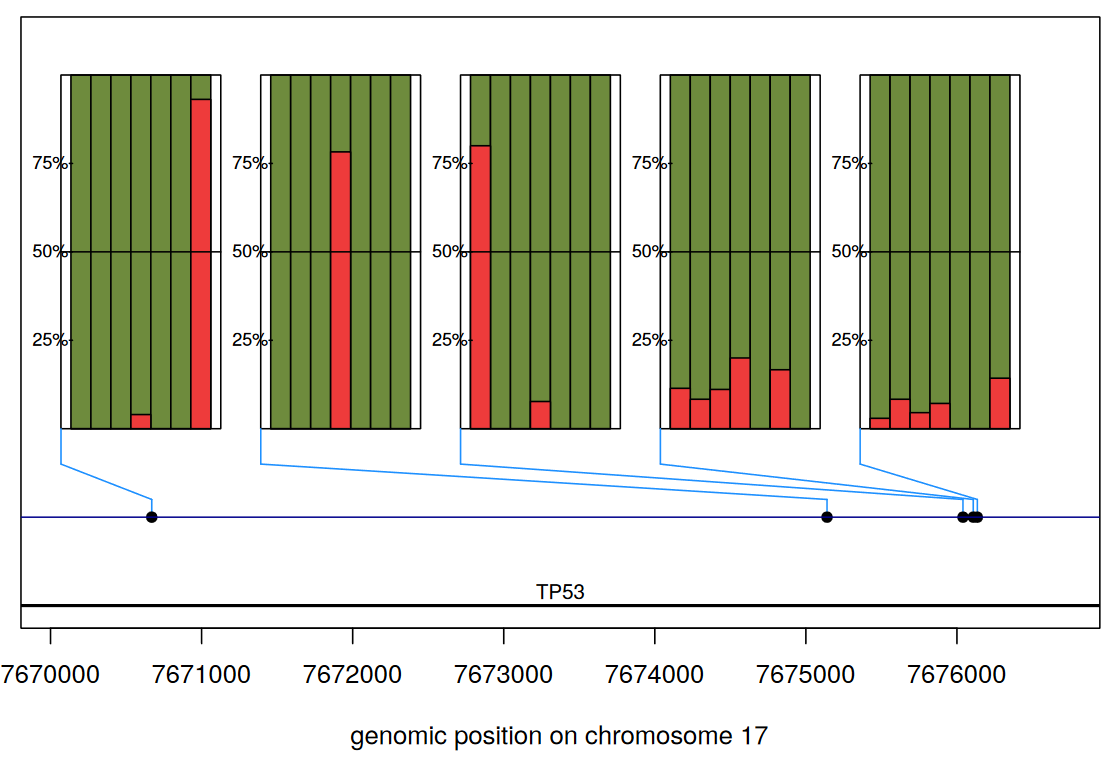 75% 75% 75% 75% 75%
50% 50% 50% 50% 50%
25% 25% 25% 25% 25%
TP53
7670000 7671000 7672000 7673000 7674000 7675000 7676000
genomic position on chromosome 17